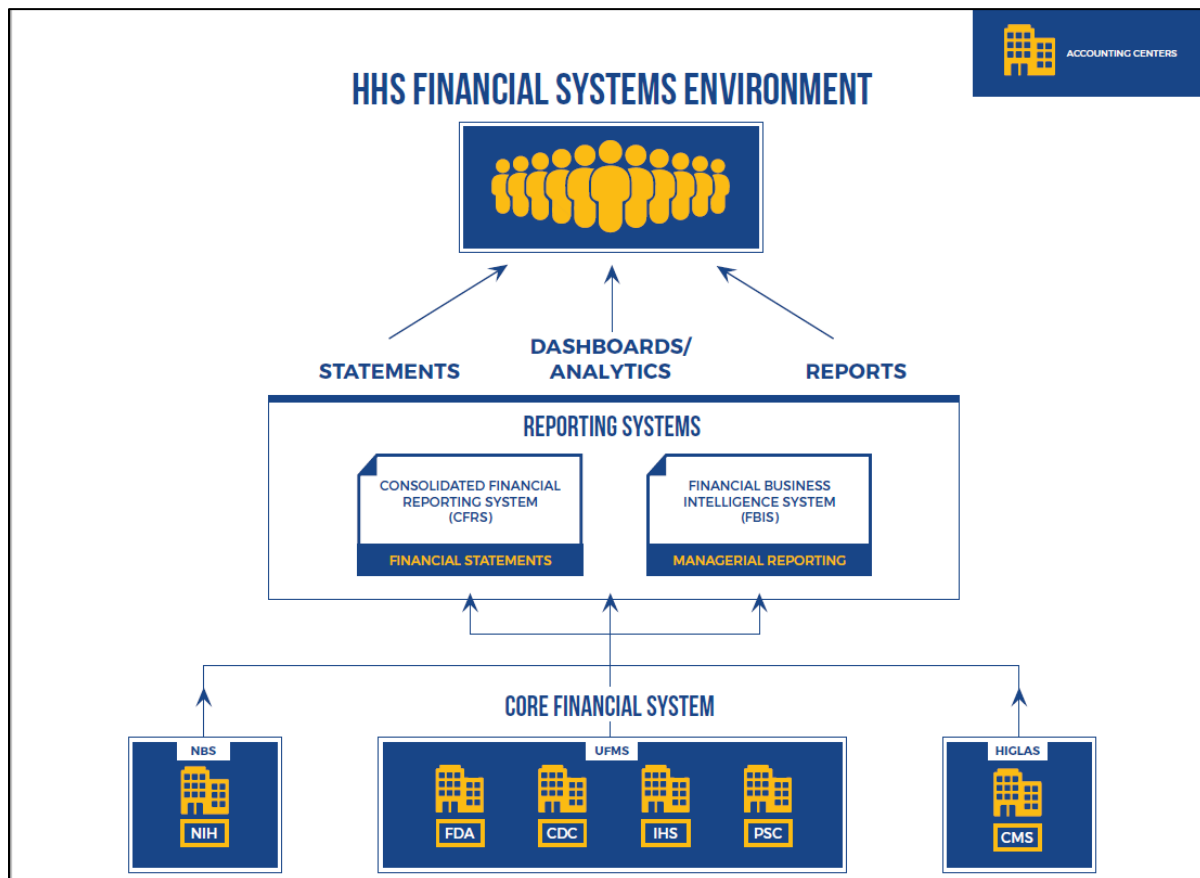 ACCOUNTING CENTERS
HHS FINANCIAL SYSTEMS ENVIRONMENT
STATEMENTS
DASHBOARDS/
ANALYTICS
REPORTS
REPORTING SYSTEMS
CONSOLIDATED FINANCIAL
REPORTING SYSTEM
(CFRS)
FINANCIAL STATEMENTS
FINANCIAL BUSINESS
INTELLIGENCE SYSTEM
(FBIS)
MANAGERIAL REPORTING
CORE FINANCIAL SYSTEM
NBS
NIH
UFMS
FDA
CDC
IHS
PSC
HIGLAS
CMS